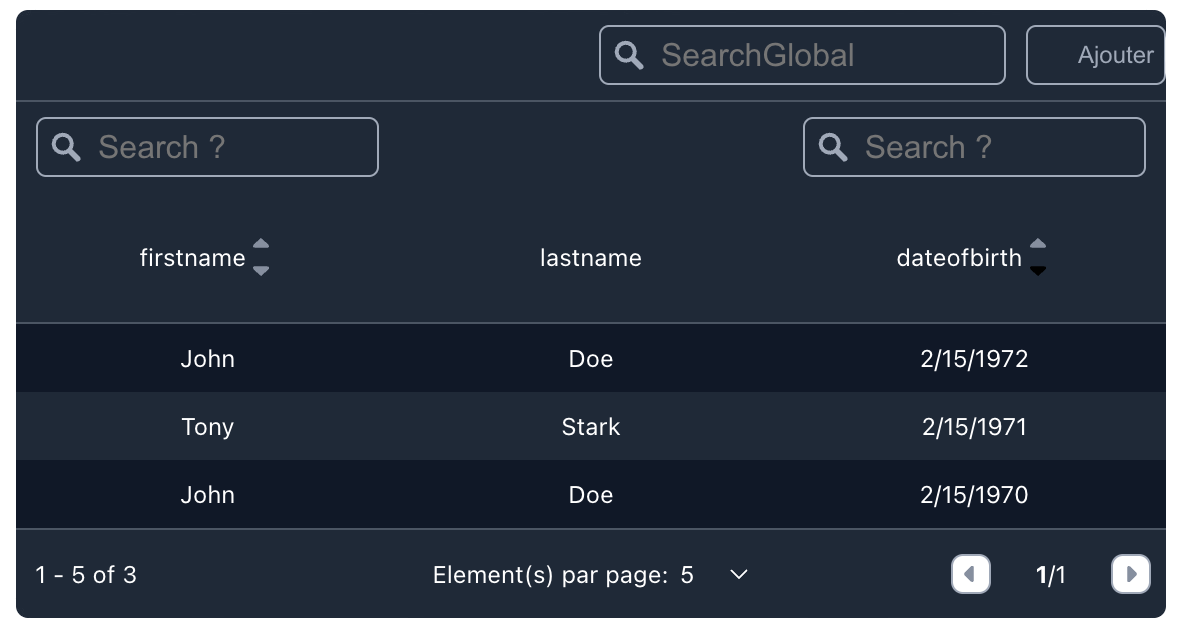 SearchGlobal Ajouter
Search ? Search ?
firstname lastname dateofbirth
John Doe 2/15/1972
Tony Stark 2/15/1971
John Doe 2/15/1970
1 - 5 of 3 Element(s) par page: 5 1/1